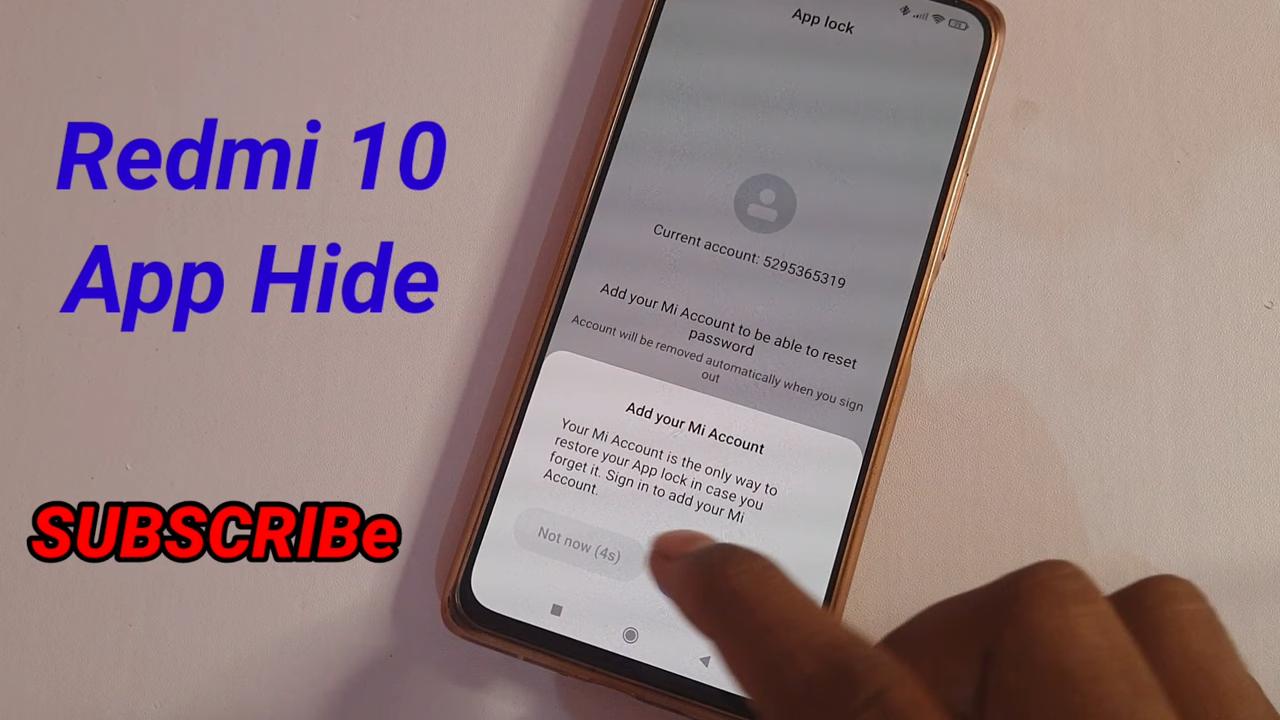 Redmi 10
App Hide
SUBSCRIBe
App lock
Current account: 5295365319
Add your Mi Account to be able to reset
password
Account will be removed automatically when you sign
out
Add your Mi Account
Your Mi Account is the only way to
restore your App lock in case you
forget it. Sign in to add your Mi
Account.
Not now (4s)